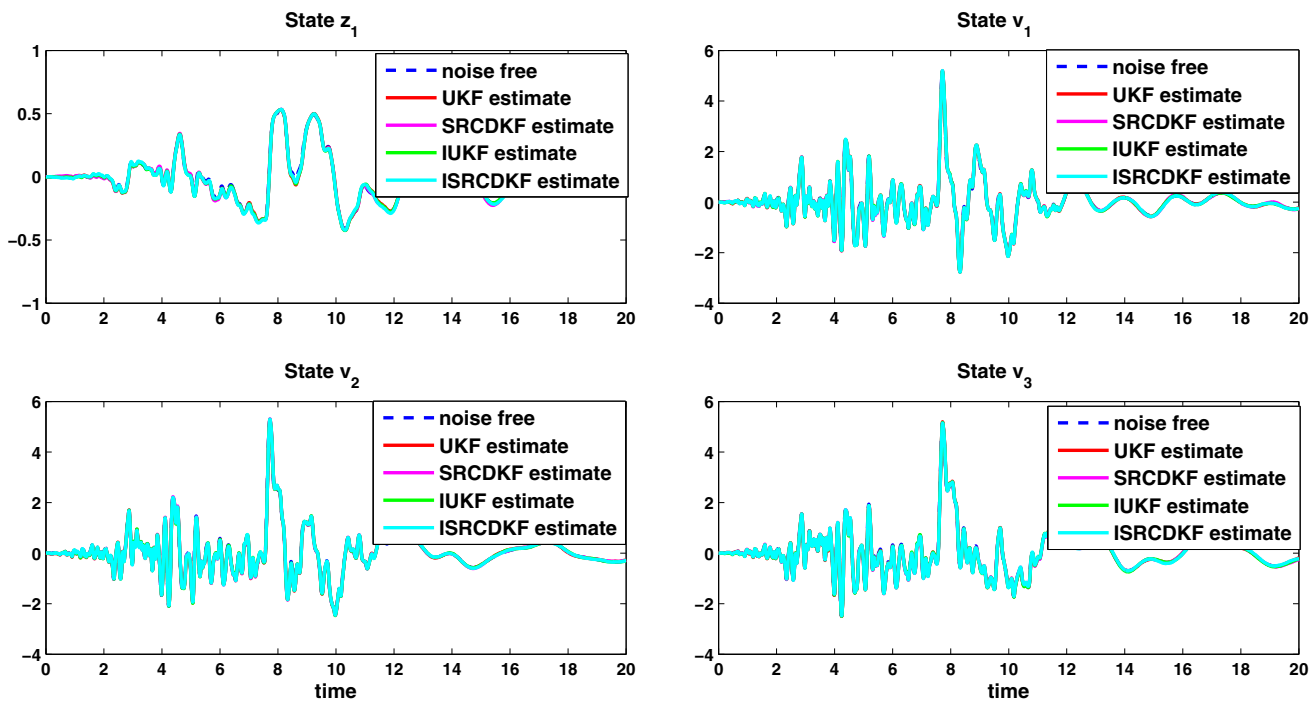 State z1
1
0.5
0
−0.5
−1
0 2 4 6 8 10 12 14 16 18 20
noise free
UKF estimate
SRCDKF estimate
IUKF estimate
ISRCDKF estimate
State v1
6
4
2
0
−2
−4
0 2 4 6 8 10 12 14 16 18 20
noise free
UKF estimate
SRCDKF estimate
IUKF estimate
ISRCDKF estimate
State v2
6
4
2
0
−2
−4
0 2 4 6 8 10 12 14 16 18 20
time
noise free
UKF estimate
SRCDKF estimate
IUKF estimate
ISRCDKF estimate
State v3
6
4
2
0
−2
−4
0 2 4 6 8 10 12 14 16 18 20
time
noise free
UKF estimate
SRCDKF estimate
IUKF estimate
ISRCDKF estimate